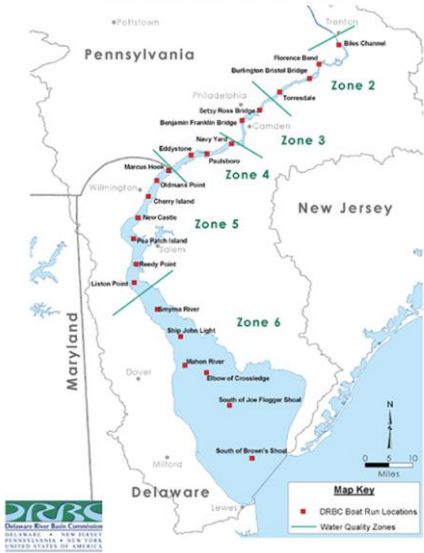 Pottstown
Trenton
Biles Channel
Pennsylvania
Florence Bend
Burlington Bristol Bridge
Zone 2
Philadelphia
Torresdale
Betsy Ross Bridge
Benjamin Franklin Bridge
Camden
Navy Yard
Zone 3
Eddystone
Paulsboro
Zone 4
Marcus Hook
Oldmans Point
Wilmington
Cherry Island
New Jersey
New Castle
Zone 5
Pea Patch Island
Salem
Reedy Point
Liston Point
Smyrna River
Zone 6
Ship John Light
Maryland
Mahon River
Dover
Elbow of Crossledge
South of Joe Flogger Shoal
N
South of Brown's Shoal
0 5 10
Miles
Milford
Delaware
Lewes
Map Key
DRBC Boat Run Locations
Water Quality Zones
DRBC
Delaware River Basin Commission
DELAWARE • NEW JERSEY
PENNSYLVANIA • NEW YORK
UNITED STATES OF AMERICA